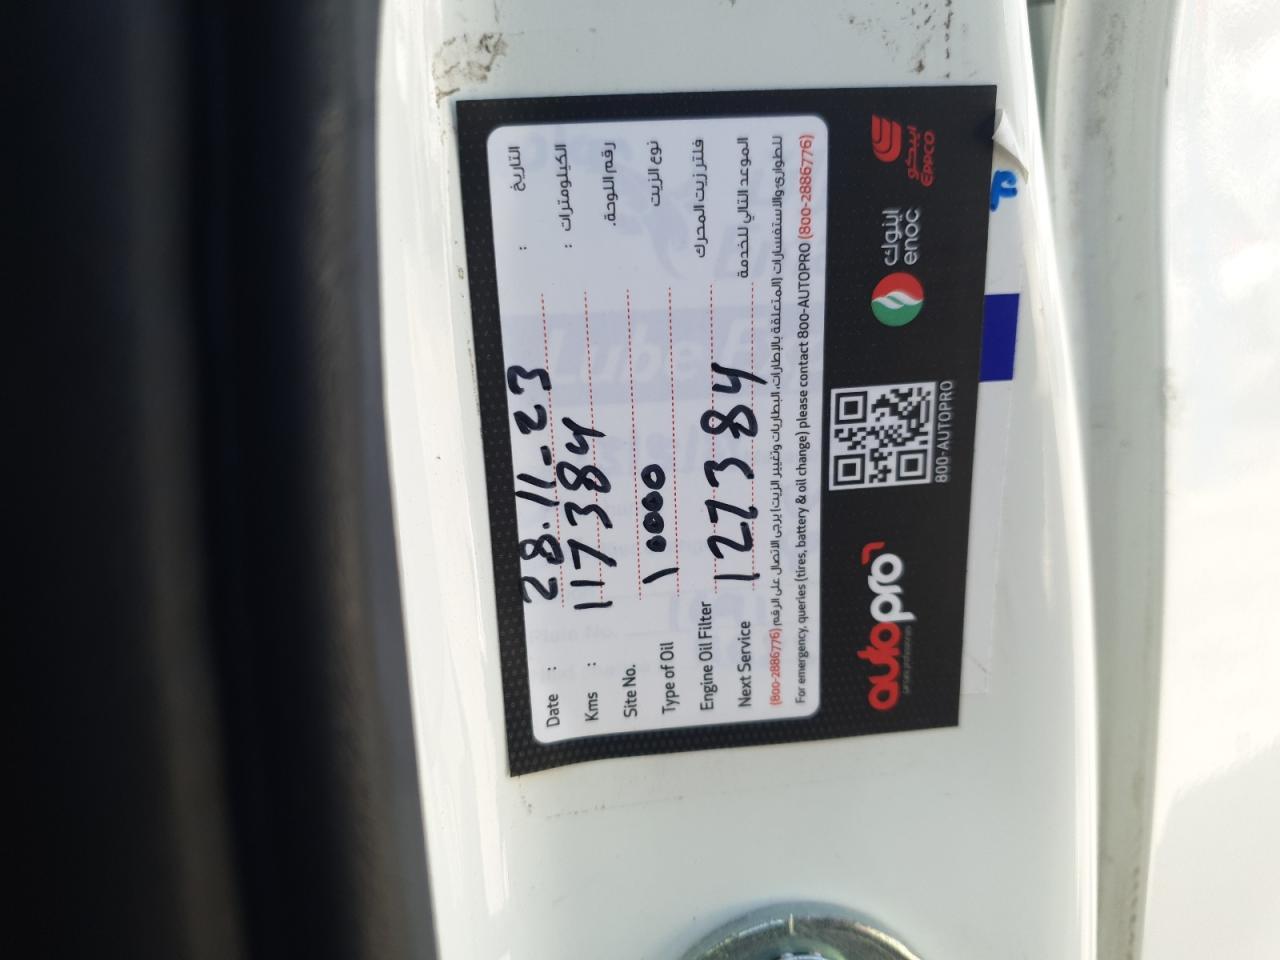 Date : 28.11-23 : التاريخ
Kms : 117384 : الكيلومترات
Site No. رقم اللوحة.
Type of Oil 10000 نوع الزيت
Engine Oil Filter فلتر زيت المحرك
Next Service 127384 الموعد التالي للخدمة
للطوارئ والاستفسارات (المتعلقة بالإطارات، البطاريات وتغيير الزيت) يرجى الاتصال على الرقم (800-2886776)
For emergency, queries (tires, battery & oil change) please contact 800-AUTOPRO (800-2886776)
autopro
800-AUTOPRO
اينوك
enoc
ايبكو
EPPCO